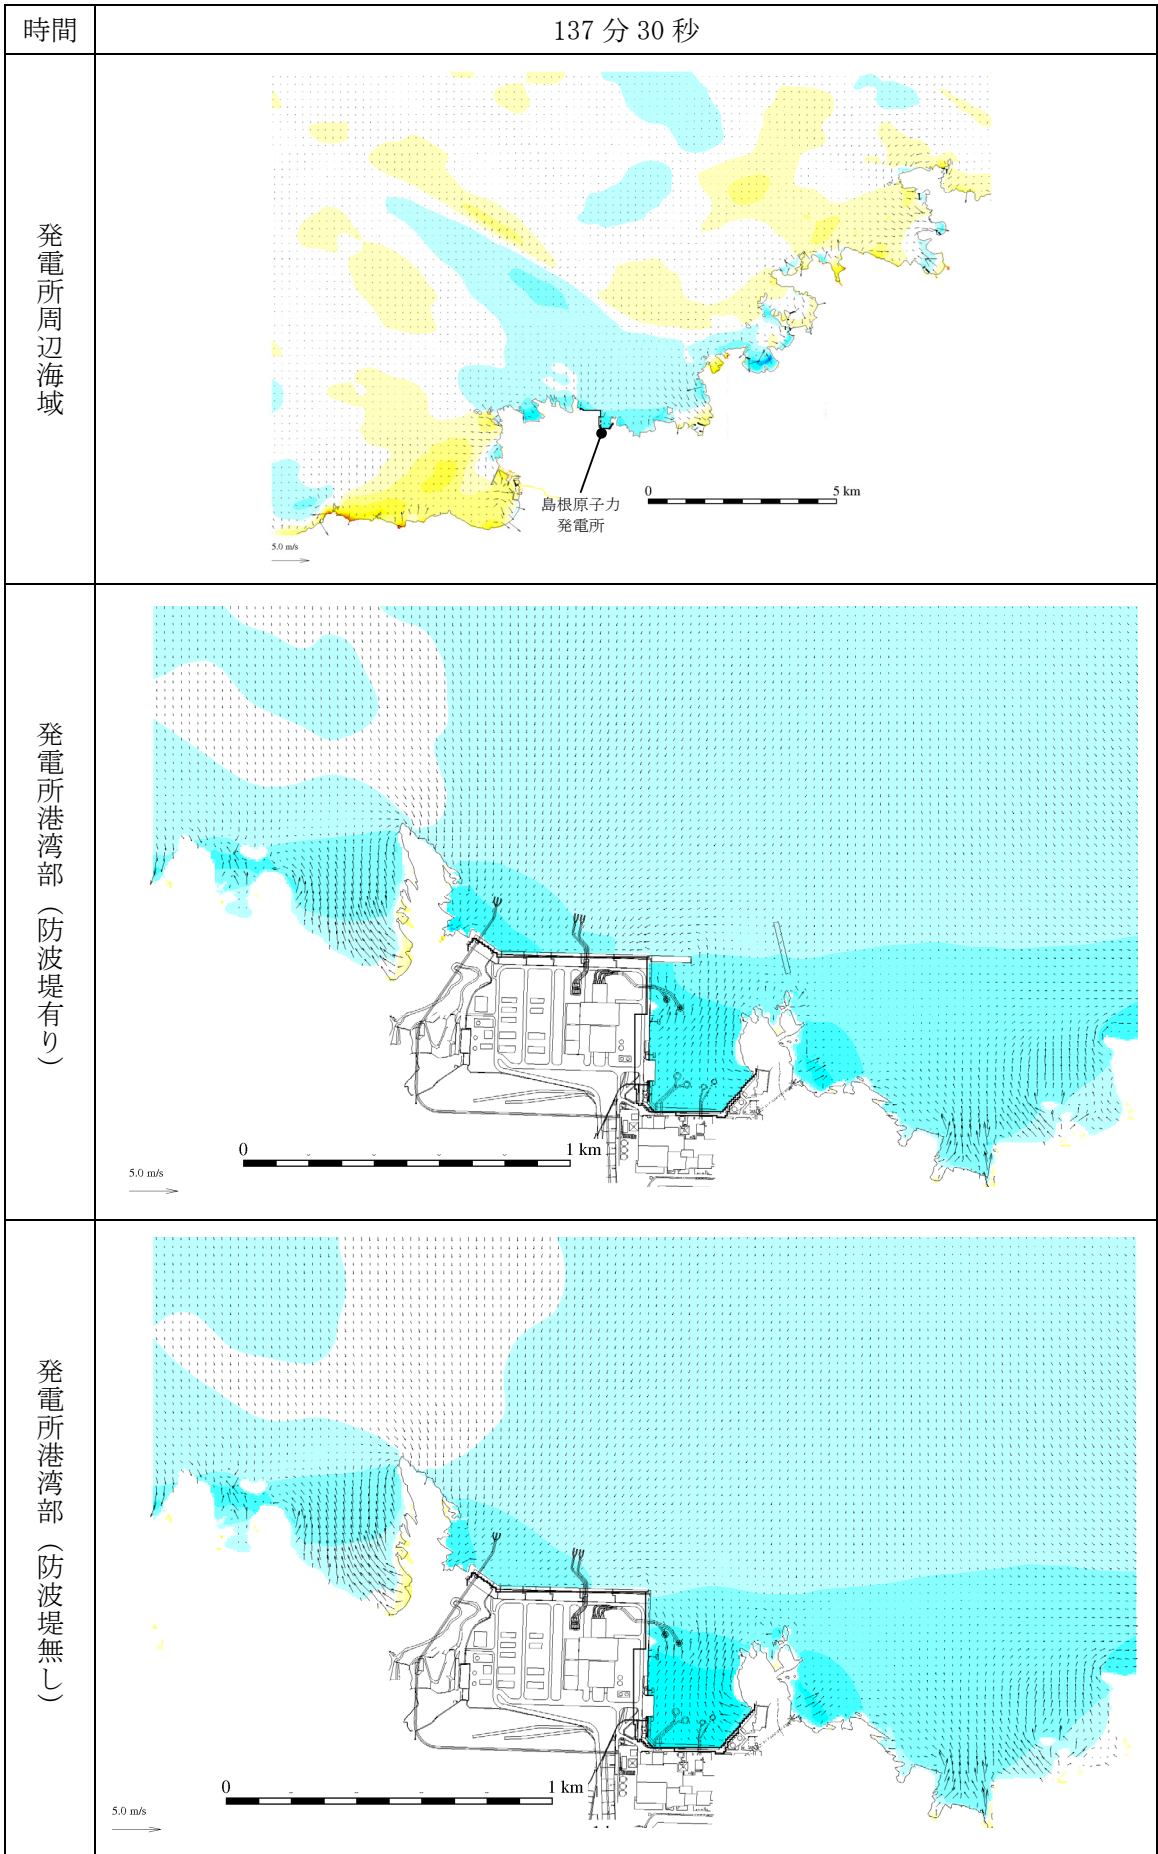 時間
137 分 30 秒
発電所周辺海域
島根原子力
発電所
0 5 km
5.0 m/s
発電所港湾部（防波堤有り）
0 1 km
5.0 m/s
発電所港湾部（防波堤無し）
0 1 km
5.0 m/s